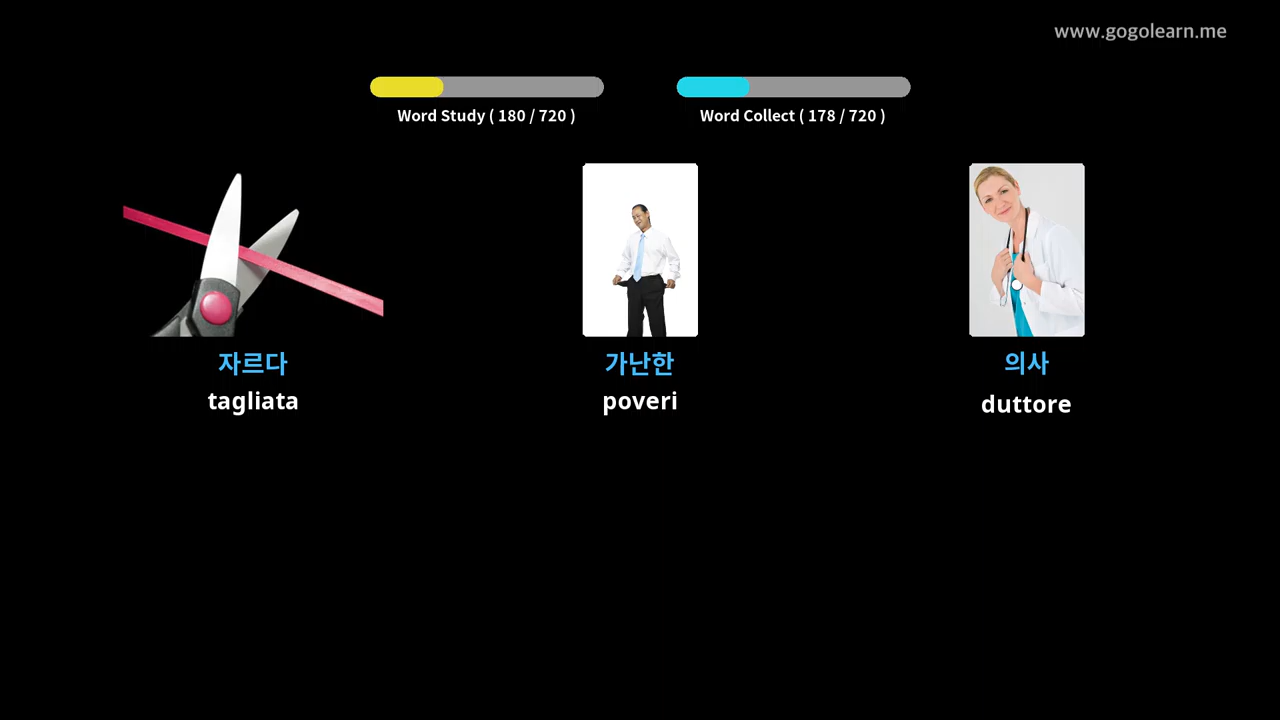 www.gogolearn.me
Word Study ( 180 / 720 )
Word Collect ( 178 / 720 )
자르다
tagliata
가난한
poveri
의사
duttore